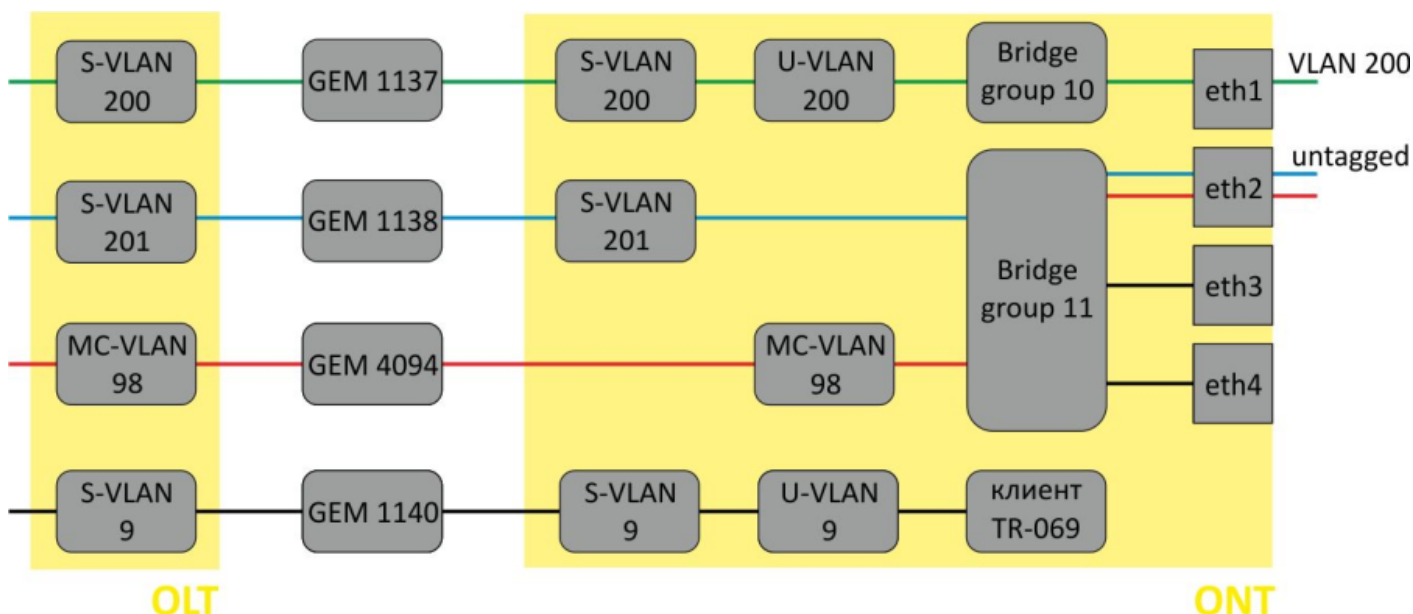 S-VLAN
200
GEM 1137
S-VLAN
200
U-VLAN
200
Bridge
group 10
eth1
VLAN 200
S-VLAN
201
GEM 1138
S-VLAN
201
Bridge
group 11
eth2
untagged
eth3
MC-VLAN
98
GEM 4094
MC-VLAN
98
eth4
S-VLAN
9
GEM 1140
S-VLAN
9
U-VLAN
9
клиент
TR-069
OLT
ONT